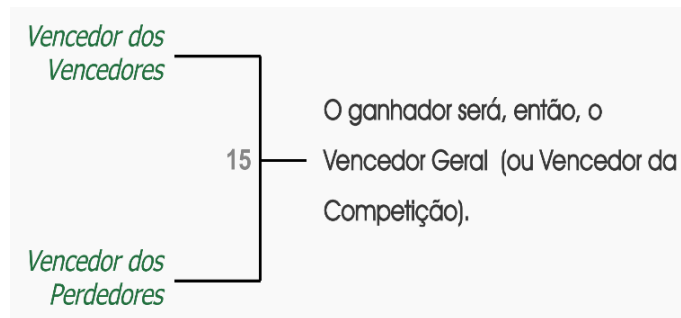 Vencedor dos
Vencedores
O ganhador será, então, o
15
Vencedor Geral (ou Vencedor da
Competição).
Vencedor dos
Perdedores